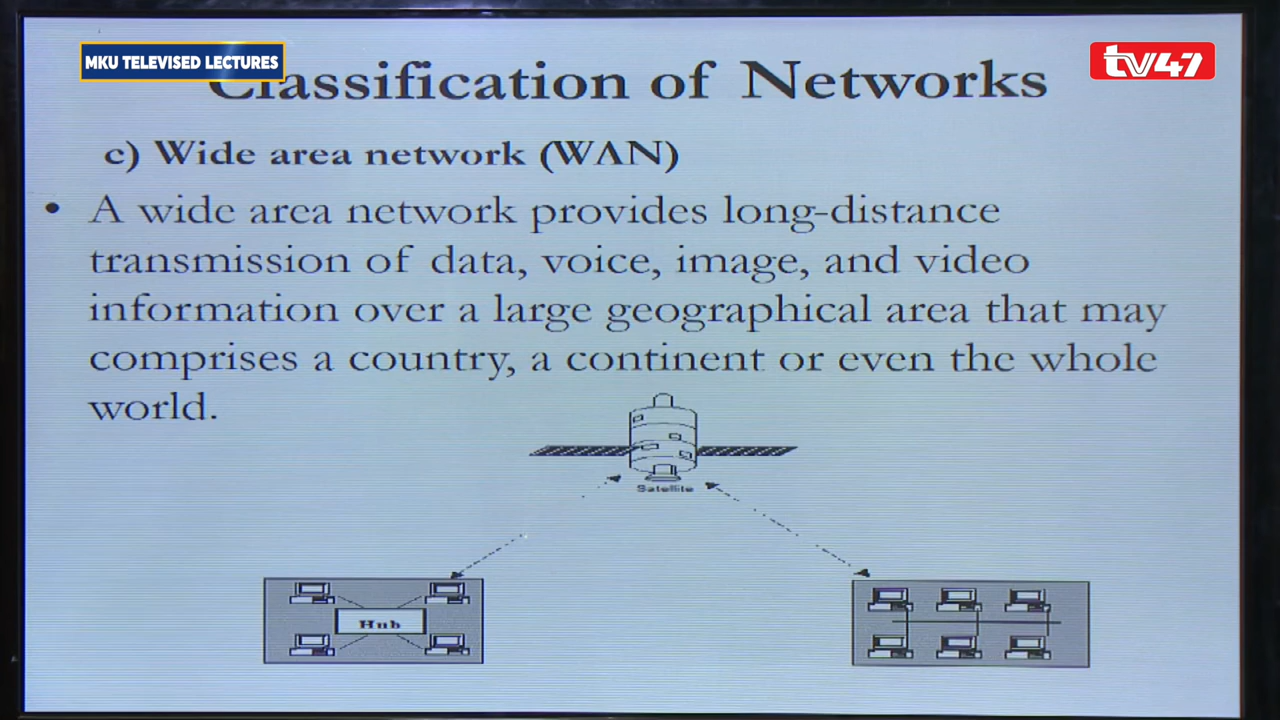 MKU TELEVISED LECTURES
tv47
Classification of Networks
c) Wide area network (WAN)
• A wide area network provides long-distance
transmission of data, voice, image, and video
information over a large geographical area that may
comprises a country, a continent or even the whole
world.
Satellite
Hub